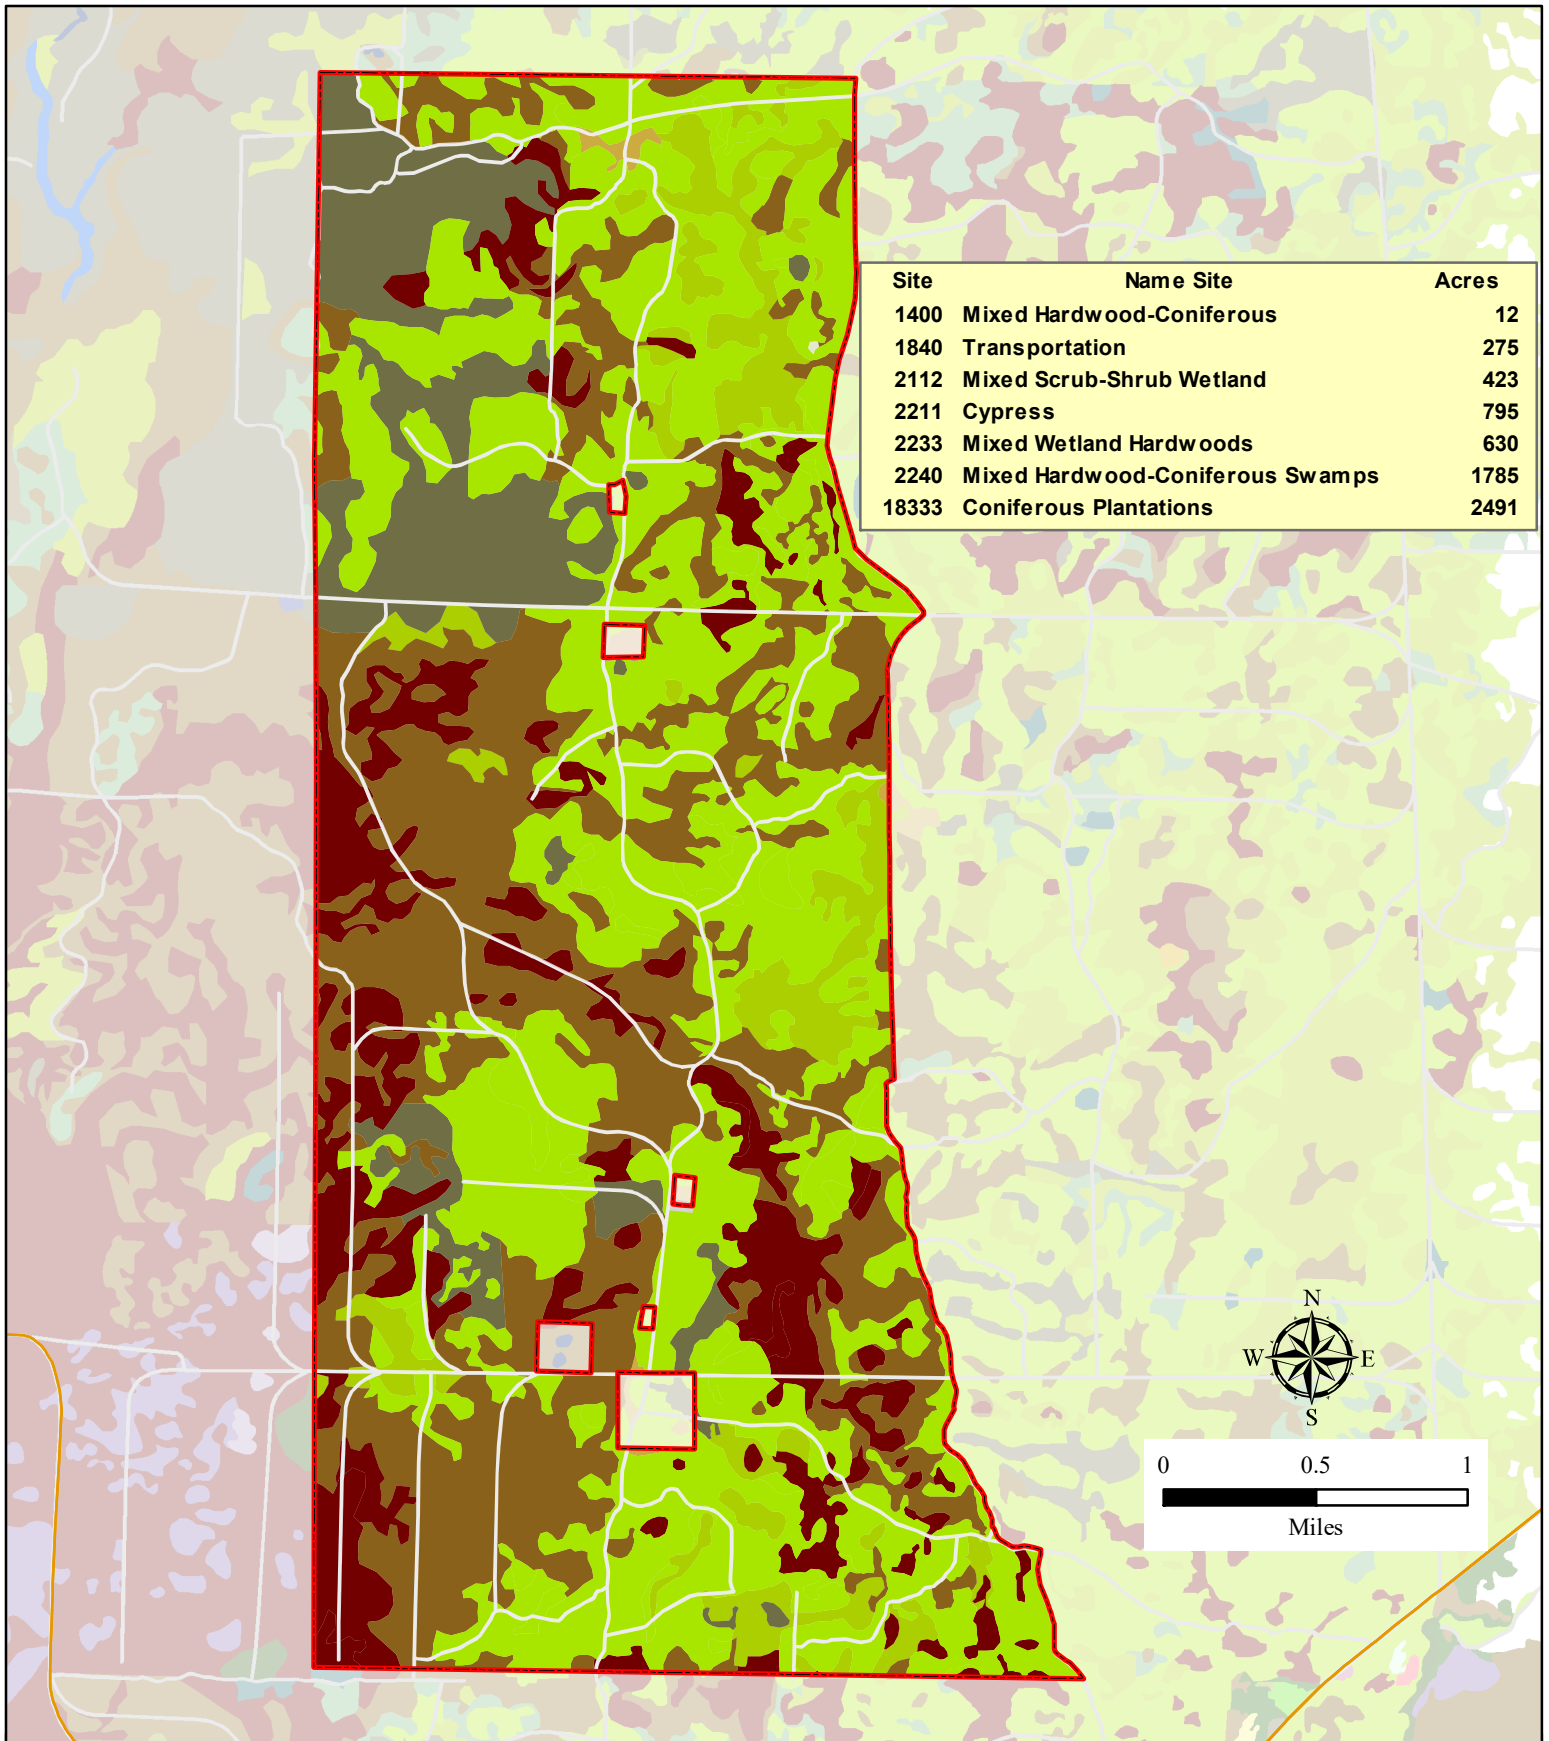 Site Name Site Acres
1400 Mixed Hardwood-Coniferous 12
1840 Transportation 275
2112 Mixed Scrub-Shrub Wetland 423
2211 Cypress 795
2233 Mixed Wetland Hardwoods 630
2240 Mixed Hardwood-Coniferous Swamps 1785
18333 Coniferous Plantations 2491
N
W E
S
0 0.5 1
Miles